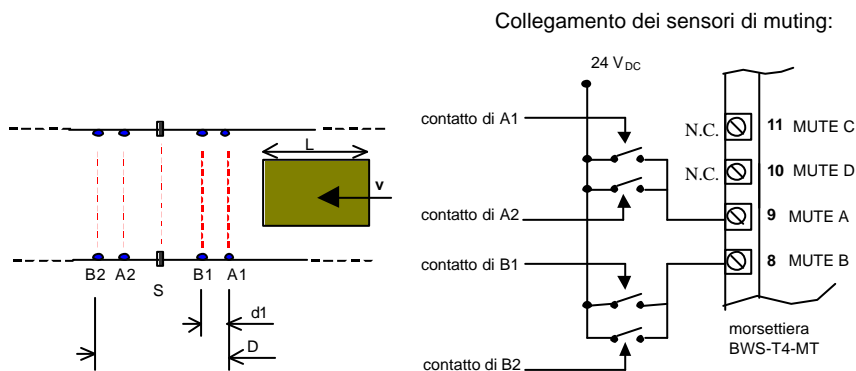 Collegamento dei sensori di muting:
24 VDC
contatto di A1
N.C. 11 MUTE C
N.C. 10 MUTE D
contatto di A2
9 MUTE A
contatto di B1
8 MUTE B
morsettiera
BWS-T4-MT
contatto di B2
L
v
B2 A2 B1 A1
S
d1
D